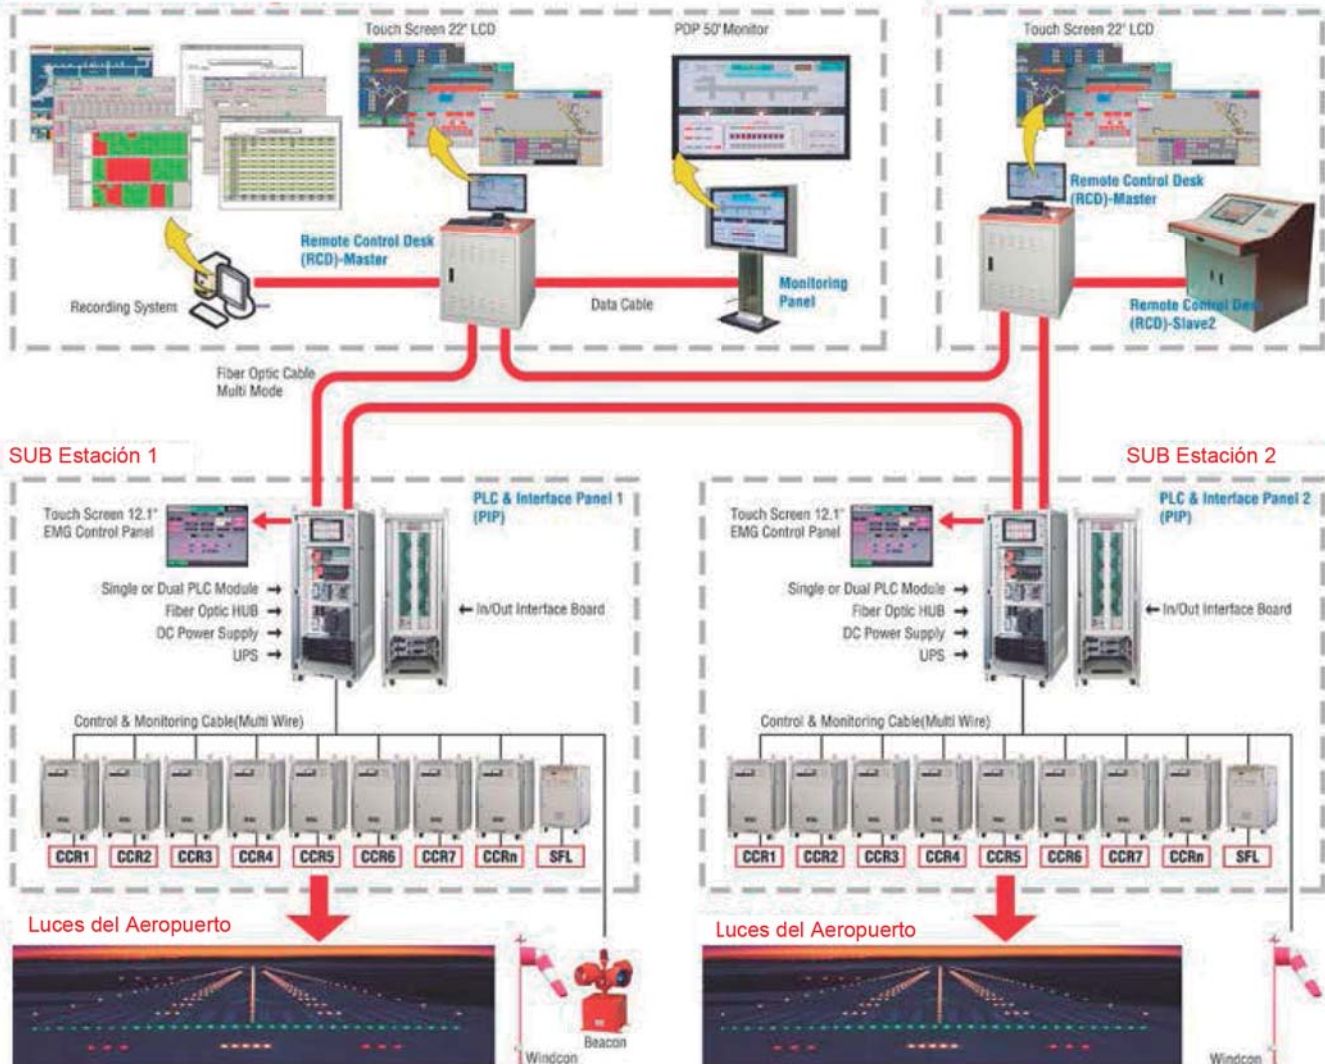 Touch Screen 22" LCD
PDP 50' Monitor
Touch Screen 22" LCD
Remote Control Desk
(RCD)-Master
Remote Control Desk
(RCD)-Master
Recording System
Data Cable
Monitoring
Panel
Remote Control Desk
(RCD)-Slave2
Fiber Optic Cable
Multi Mode
SUB Estación 1
SUB Estación 2
Touch Screen 12.1"
EMG Control Panel
PLC & Interface Panel 1
(PIP)
Single or Dual PLC Module
Fiber Optic HUB
DC Power Supply
UPS
In/Out Interface Board
Control & Monitoring Cable(Multi Wire)
CCR1 CCR2 CCR3 CCR4 CCR5 CCR6 CCR7 CCRn SFL
Touch Screen 12.1"
EMG Control Panel
PLC & Interface Panel 2
(PIP)
Single or Dual PLC Module
Fiber Optic HUB
DC Power Supply
UPS
In/Out Interface Board
Control & Monitoring Cable(Multi Wire)
CCR1 CCR2 CCR3 CCR4 CCR5 CCR6 CCR7 CCRn SFL
Luces del Aeropuerto
Beacon
Windcon
Luces del Aeropuerto
Windcon